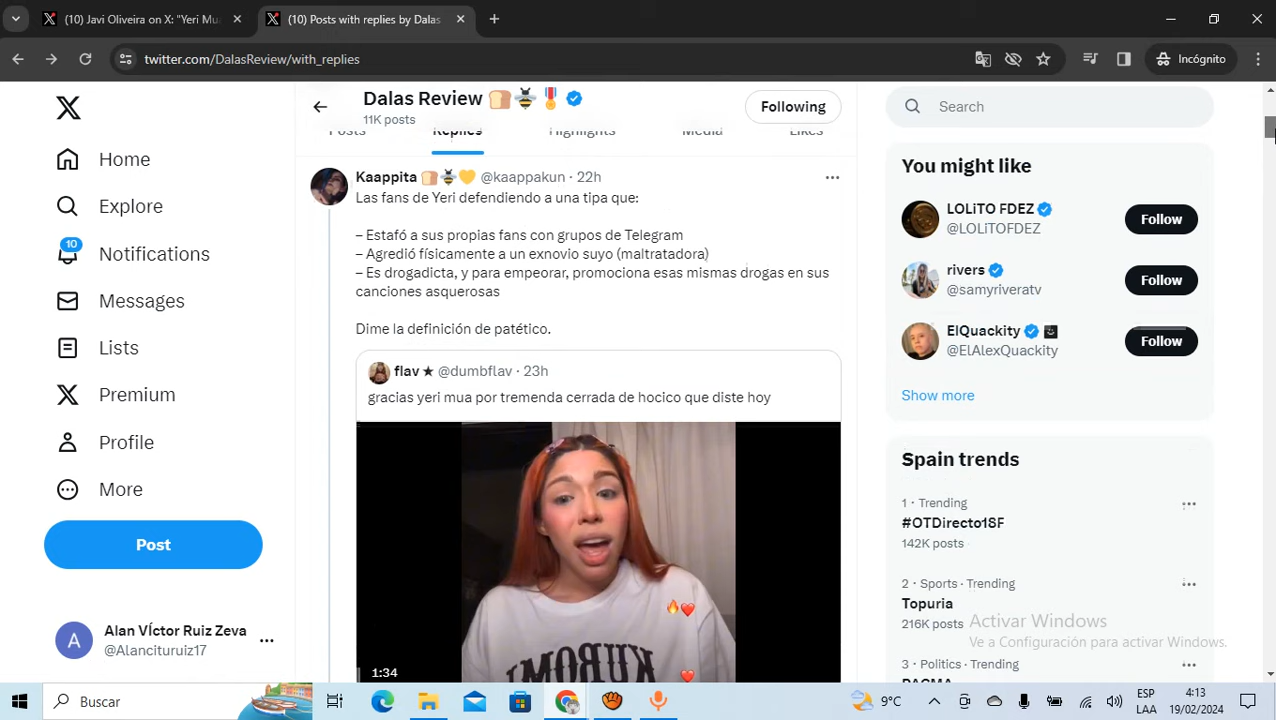 (10) Javi Oliveira on X: "Yeri Mua
(10) Posts with replies by Dalas
twitter.com/DalasReview/with_replies
Incógnito
Dalas Review
11K posts
Following
Posts
Replies
Highlights
Media
Likes
Home
Explore
10
Notifications
Messages
Lists
Premium
Profile
More
Post
Alan VÍctor Ruiz Zeva
@Alancituruiz17
Kaappita @kaappakun · 22h
Las fans de Yeri defendiendo a una tipa que:
– Estafó a sus propias fans con grupos de Telegram
– Agredió físicamente a un exnovio suyo (maltratadora)
– Es drogadicta, y para empeorar, promociona esas mismas drogas en sus
canciones asquerosas
Dime la definición de patético.
flav ★ @dumbflav · 23h
gracias yeri mua por tremenda cerrada de hocico que diste hoy
KUROMI
1:34
Search
You might like
LOLiTO FDEZ
@LOLiTOFDEZ
Follow
rivers
@samyriveratv
Follow
ElQuackity
@ElAlexQuackity
Follow
Show more
Spain trends
1 · Trending
#OTDirecto18F
142K posts
2 · Sports · Trending
Topuria
216K posts
3 · Politics · Trending
Activar Windows
Ve a Configuración para activar Windows.
Buscar
9°C
ESP
LAA
4:13
19/02/2024